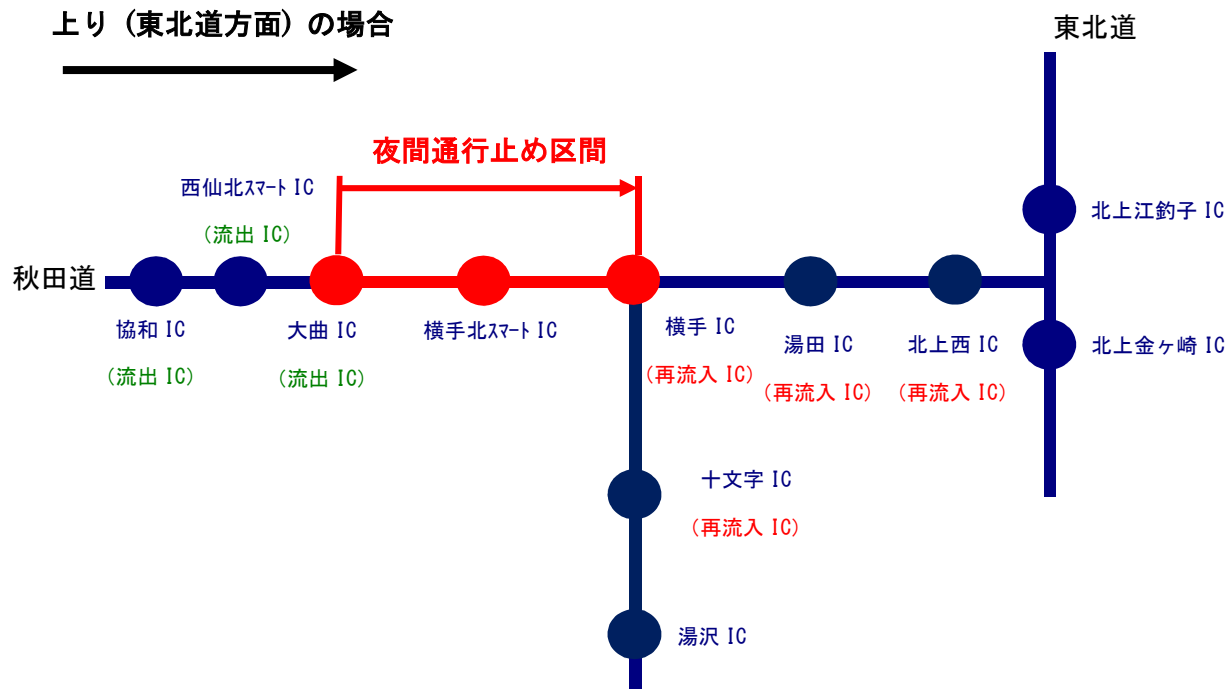 上り (東北道方面) の場合
東北道
夜間通行止め区間
西仙北スマート IC
(流出 IC)
北上江釣子 IC
秋田道
協和 IC
(流出 IC)
大曲 IC
(流出 IC)
横手北スマート IC
横手 IC
(再流入 IC)
湯田 IC
(再流入 IC)
北上西 IC
(再流入 IC)
北上金ヶ崎 IC
十文字 IC
(再流入 IC)
湯沢 IC